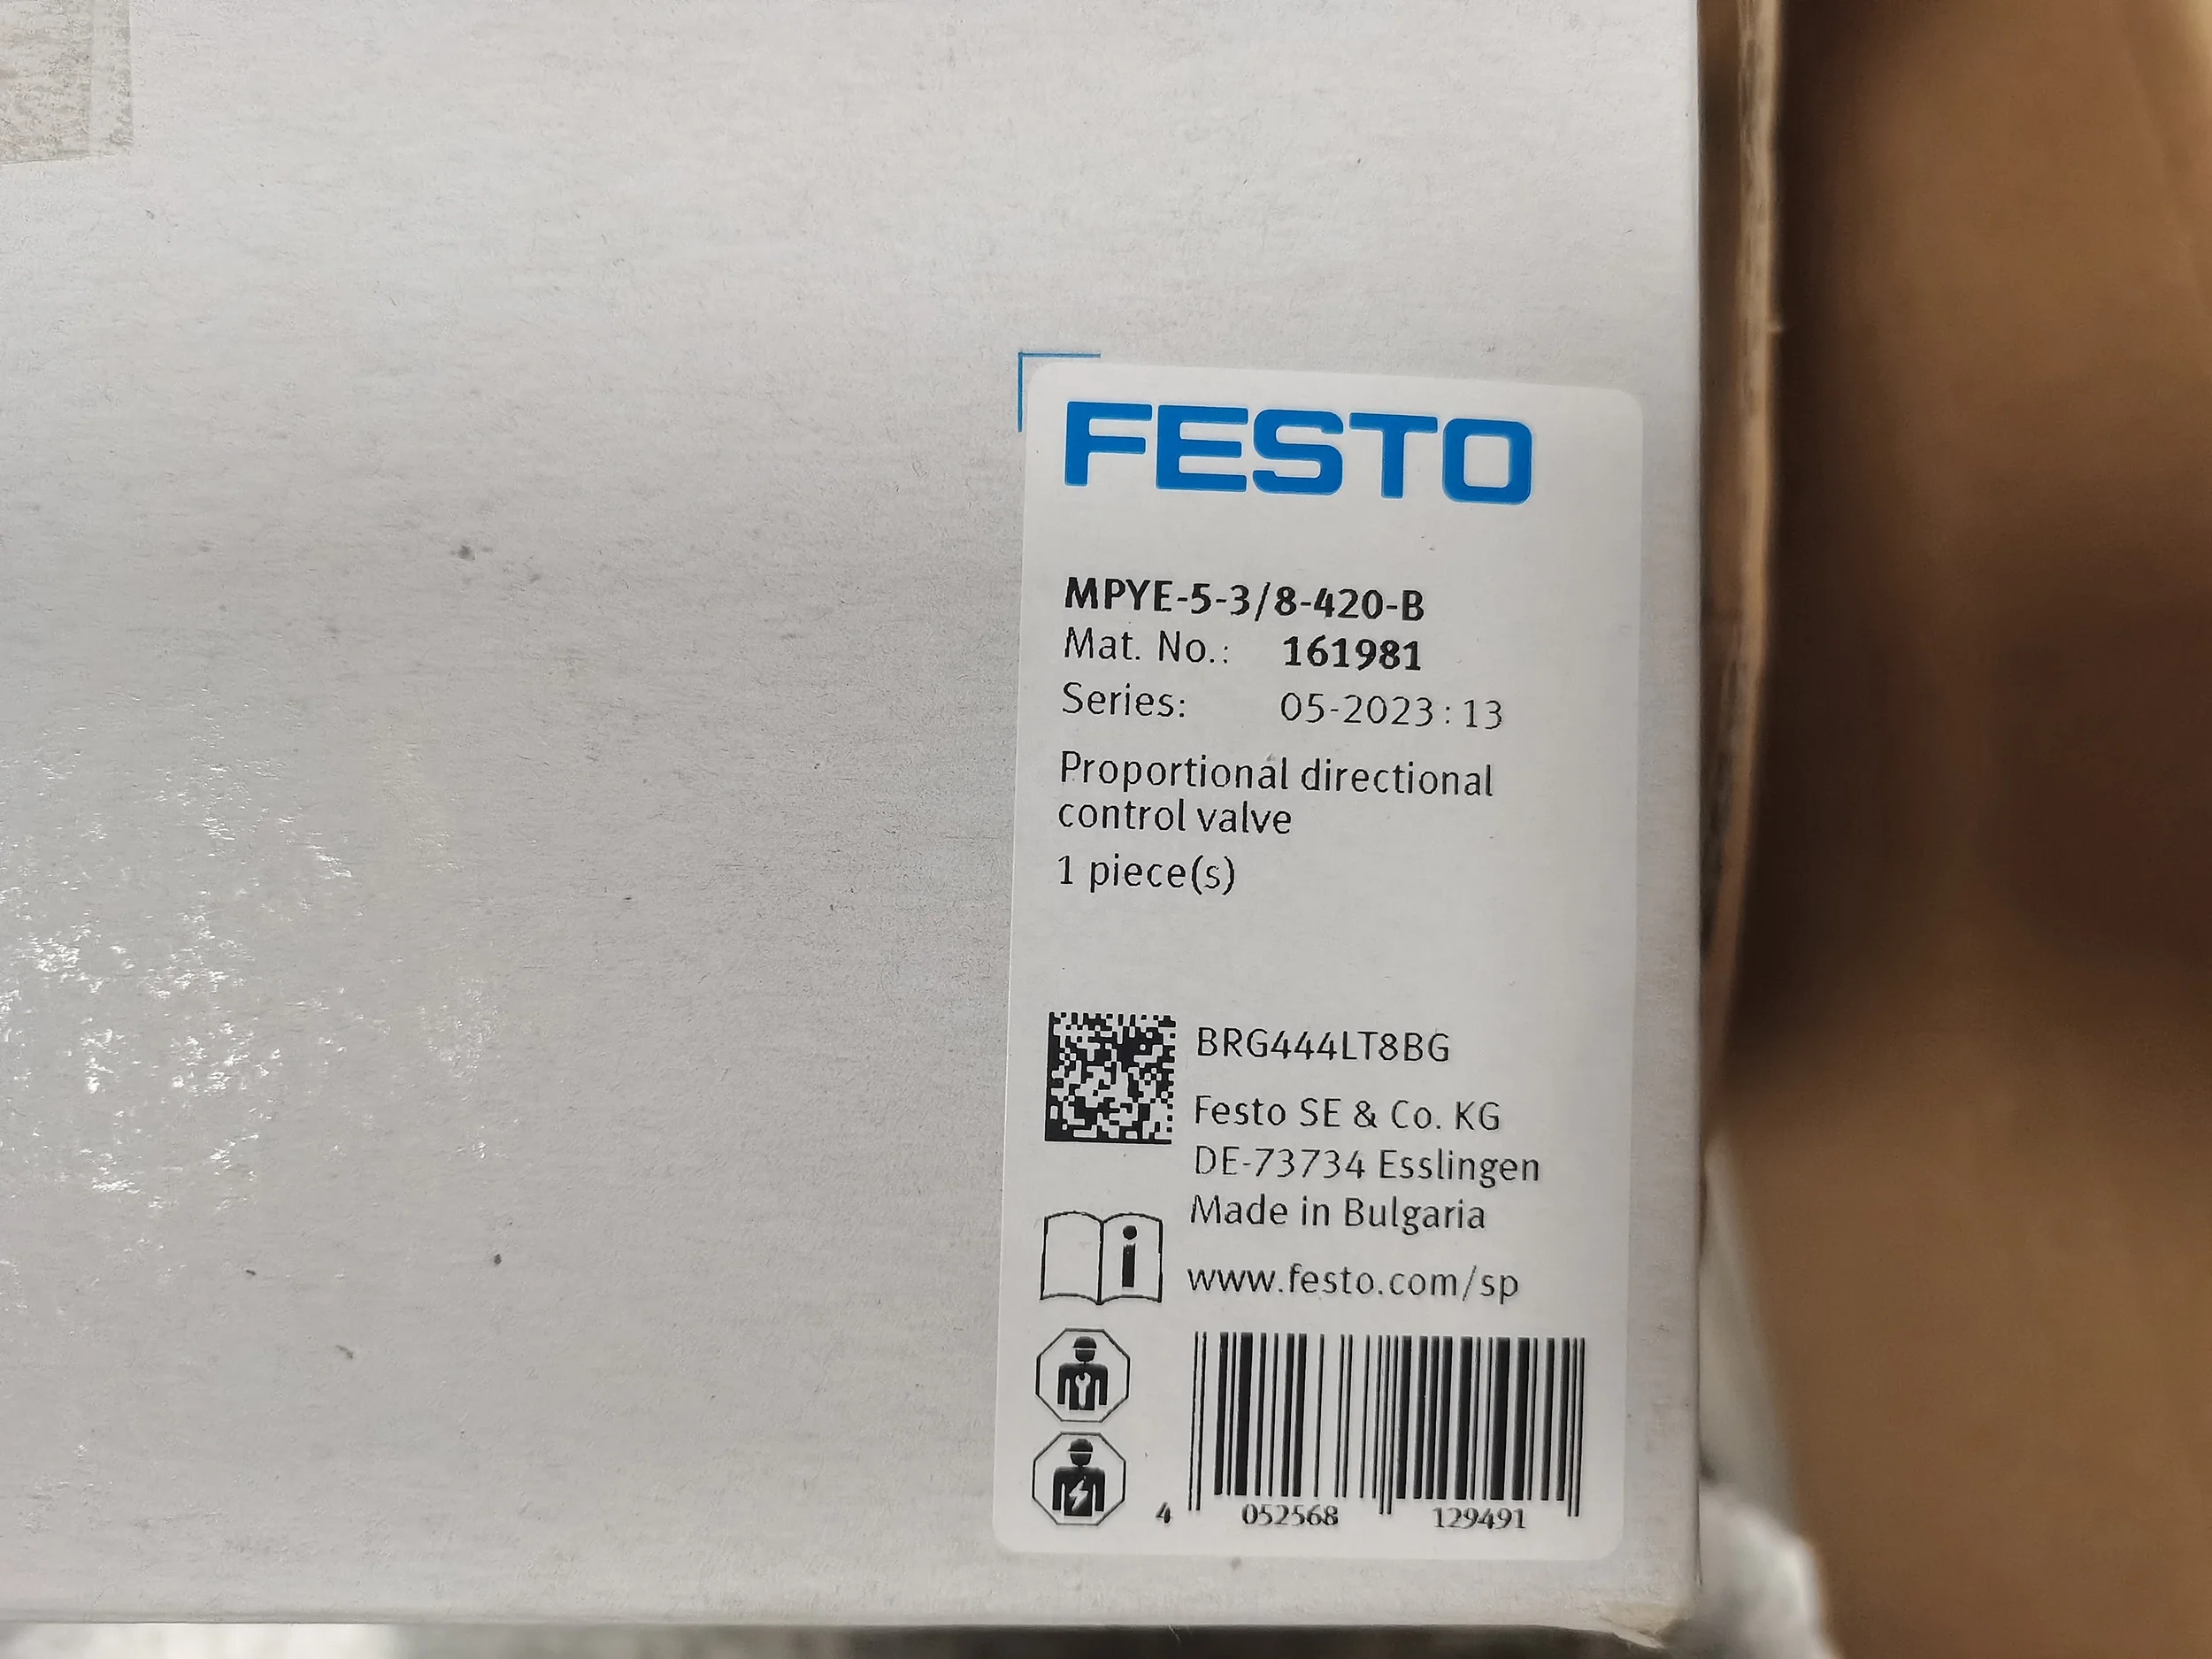 FESTO
MPYE-5-3/8-420-B
Mat. No.: 161981
Series: 05-2023:13
Proportional directional
control valve
1 piece(s)
BRG444LT8BG
Festo SE & Co. KG
DE-73734 Esslingen
Made in Bulgaria
i
www.festo.com/sp
4 052568 129491